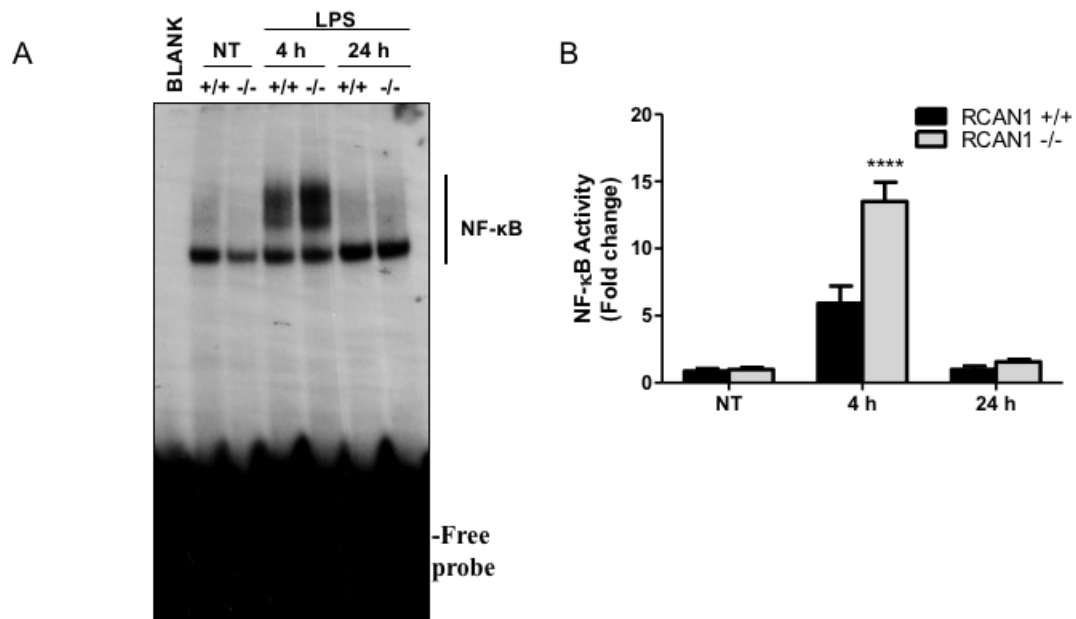 A
BLANK
LPS
NT 4 h 24 h
+/+ -/- +/+ -/- +/+ -/-
NF-κB
-Free
probe
B
NF-κB Activity
(Fold change)
20
15
10
5
0
RCAN1 +/+
RCAN1 -/-
****
NT 4 h 24 h